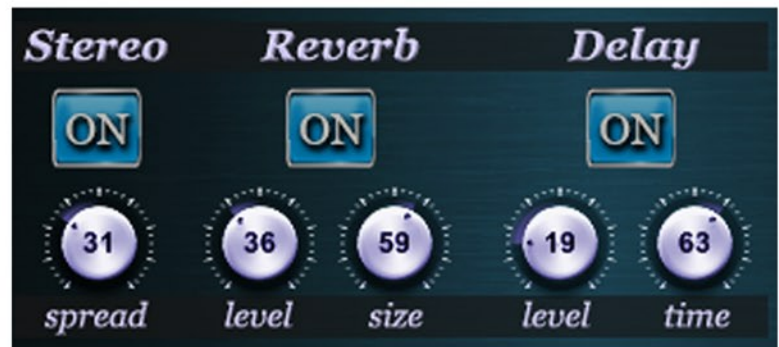 Stereo Reverb Delay
ON ON ON
31 36 59 19 63
spread level size level time